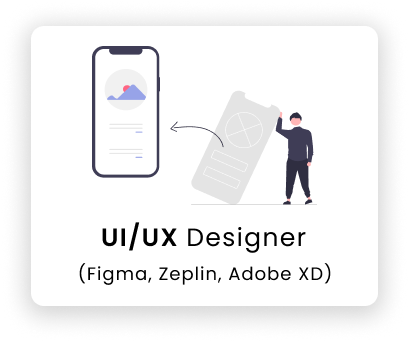 UI/UX Designer
(Figma, Zeplin, Adobe XD)